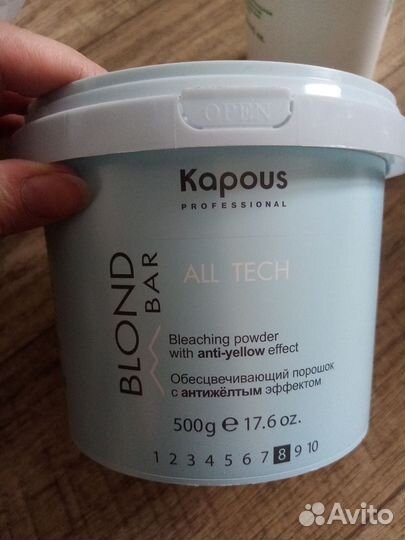 OPEN
Kapous
PROFESSIONAL
BLOND
BAR
ALL TECH
Bleaching powder
with anti-yellow effect
Обесцвечивающий порошок
с антижёлтым эффектом
500g e 17.6 oz.
1 2 3 4 5 6 7 8 9 10
Avito